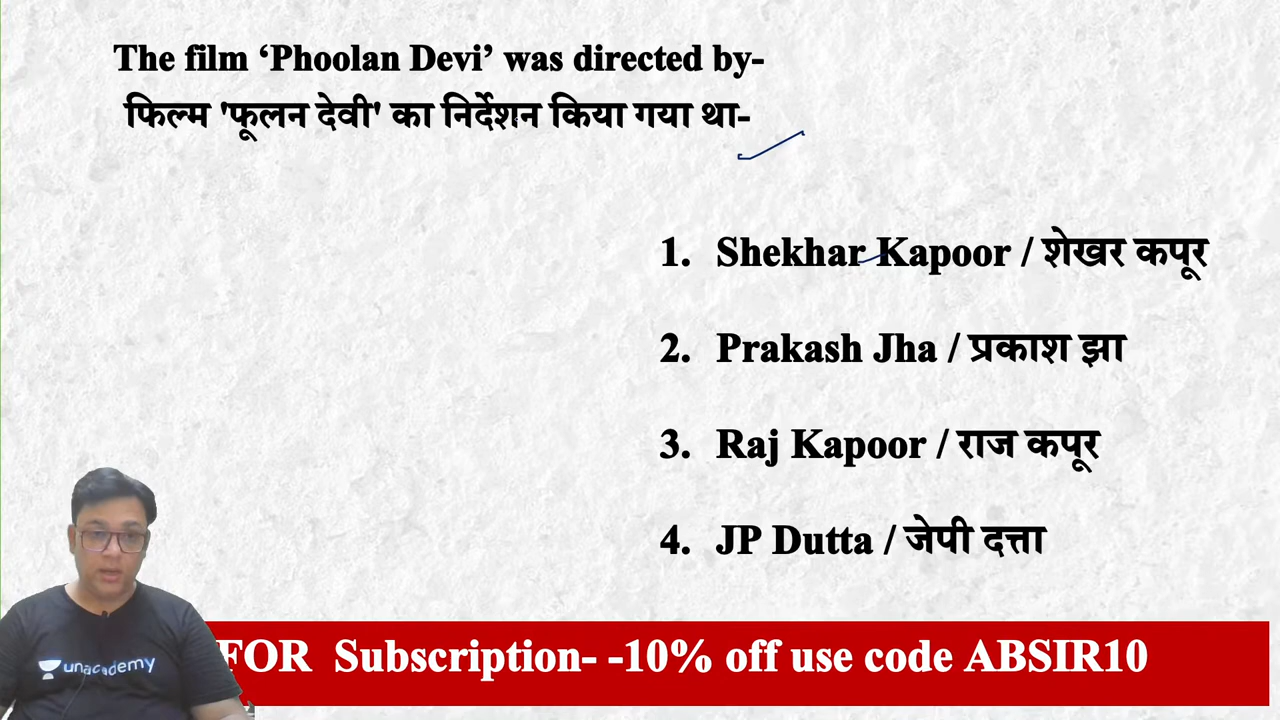 The film ‘Phoolan Devi’ was directed by-
फिल्म 'फूलन देवी' का निर्देशन किया गया था-
1. Shekhar Kapoor / शेखर कपूर
2. Prakash Jha / प्रकाश झा
3. Raj Kapoor / राज कपूर
4. JP Dutta / जेपी दत्ता
unacademy
FOR Subscription- -10% off use code ABSIR10